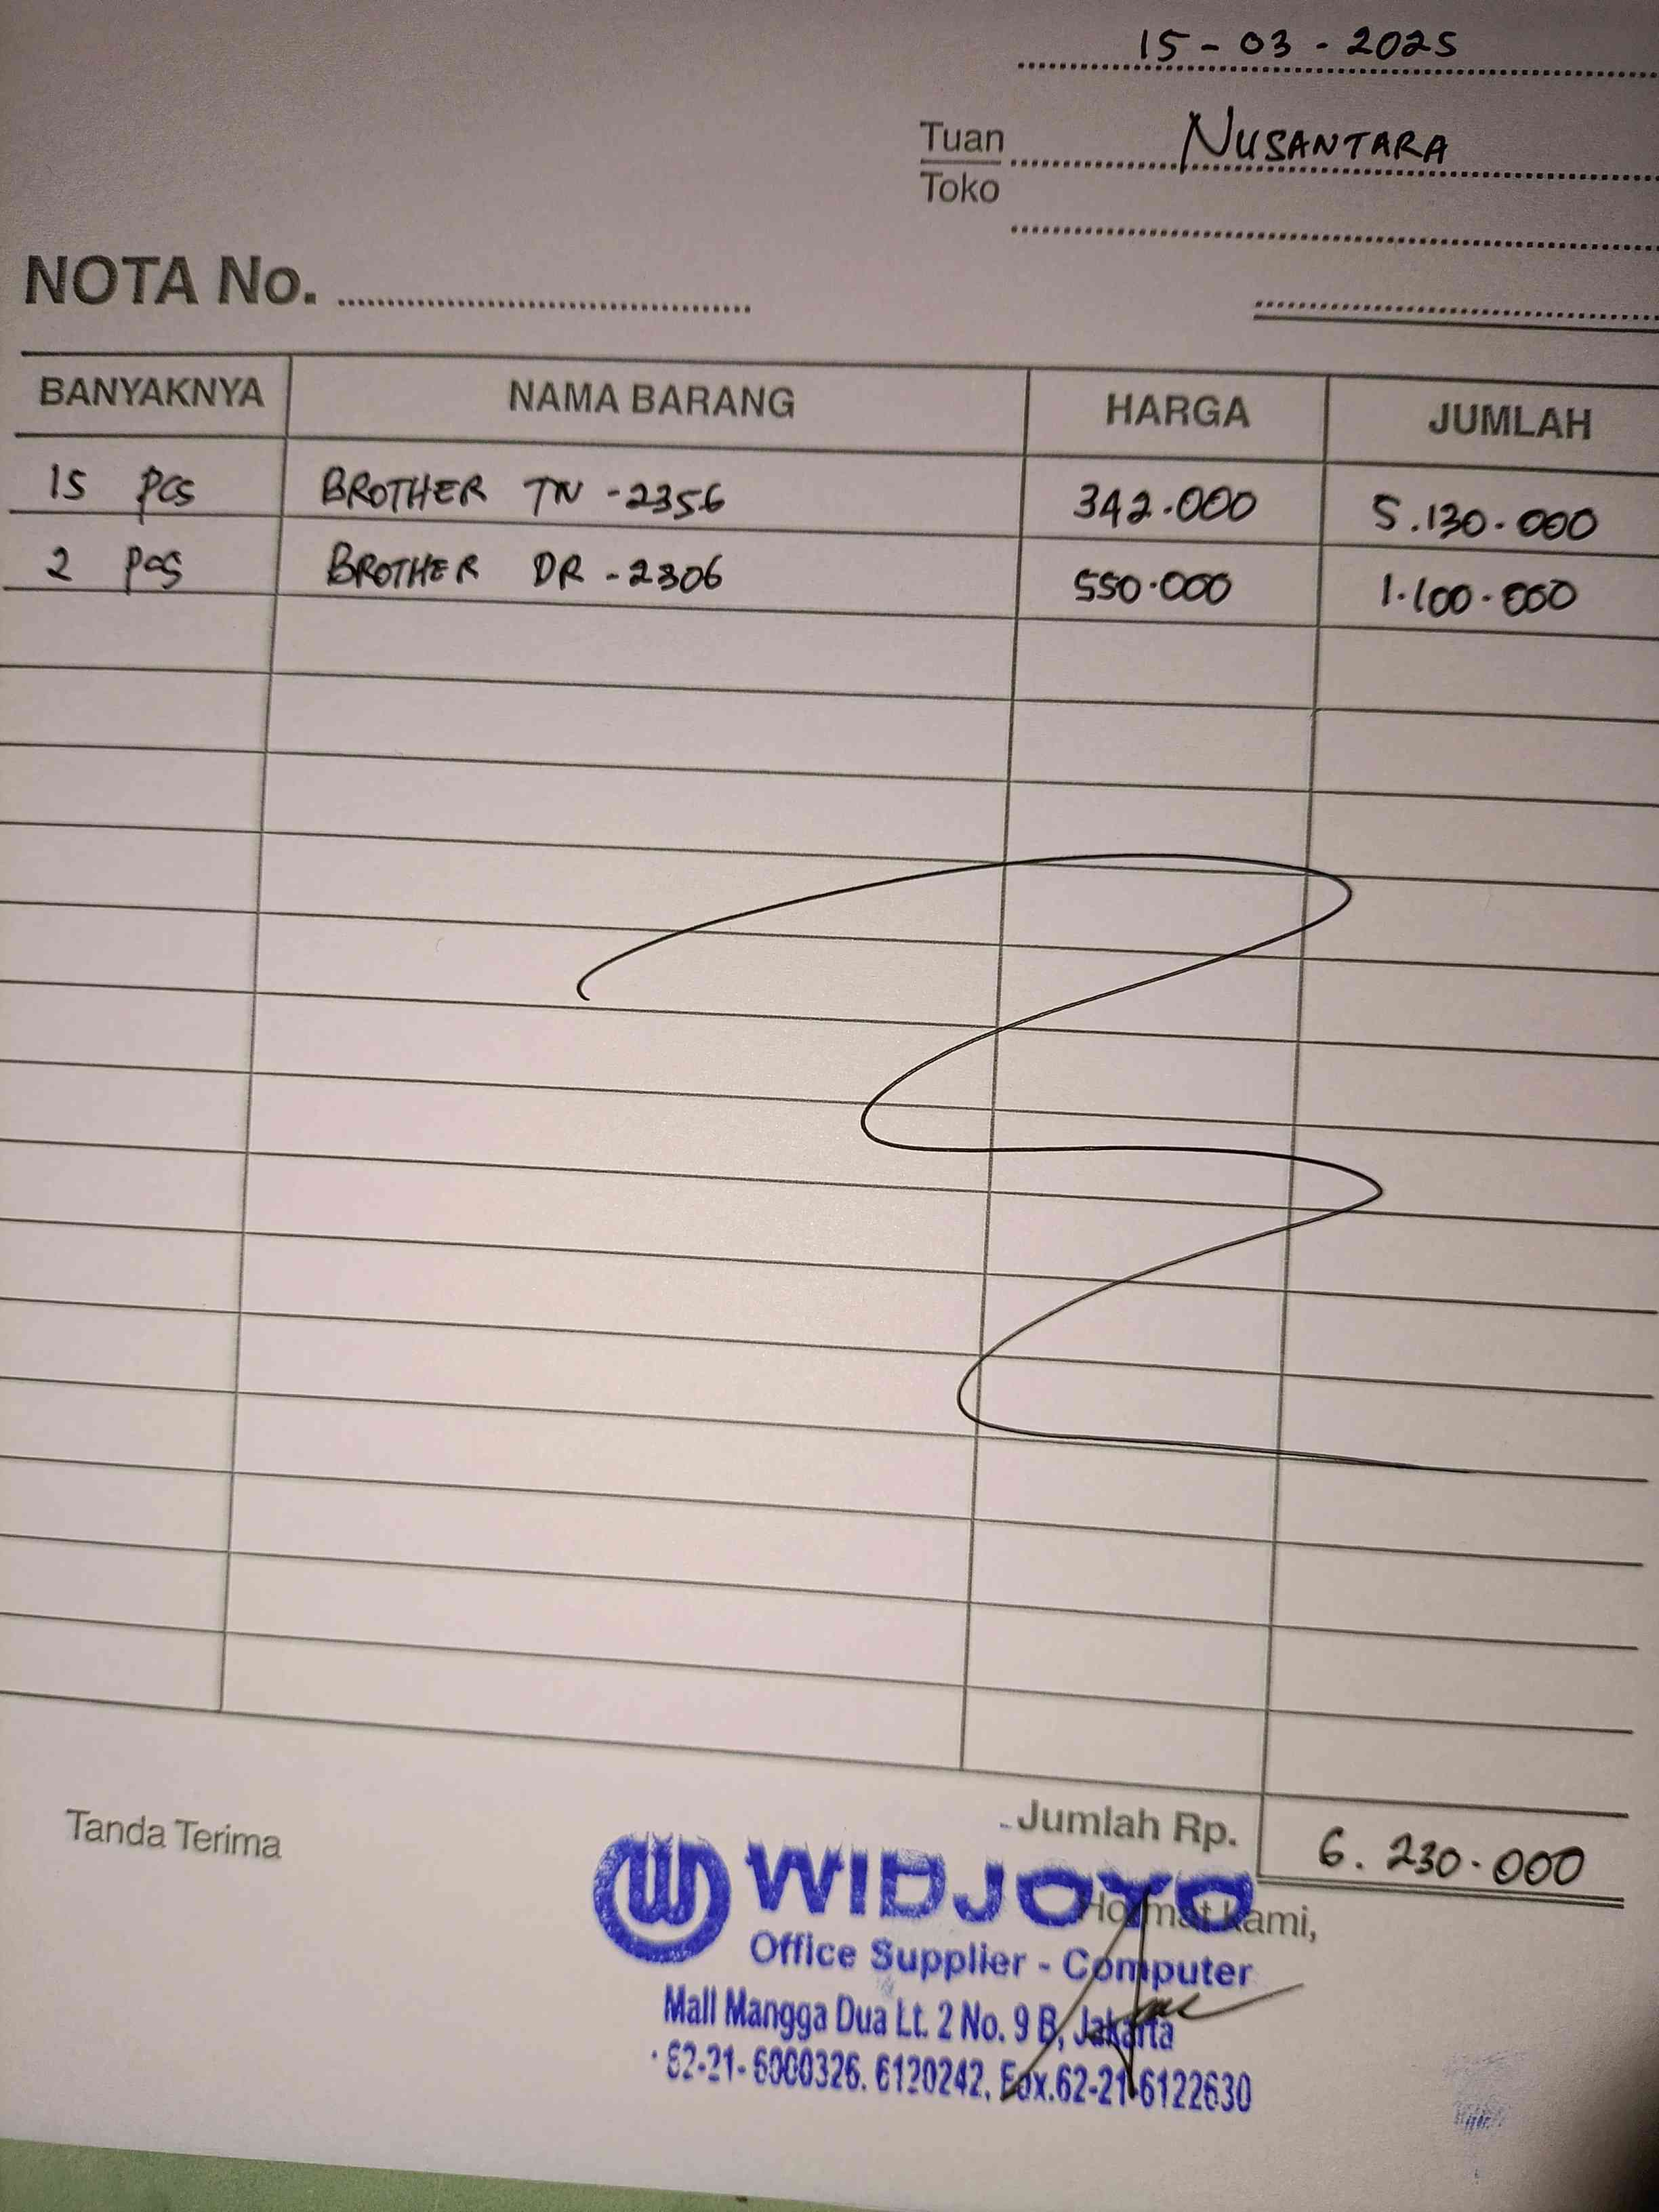 15 - 03 - 2025
Tuan NUSANTARA
Toko
NOTA No.
BANYAKNYA NAMA BARANG HARGA JUMLAH
15 pcs BROTHER TN - 2356 342.000 5.130.000
2 pcs BROTHER DR - 2306 550.000 1.100.000
Tanda Terima
Jumlah Rp. 6.230.000
WIDJOYO
Hormat Kami,
Office Supplier - Computer
Mall Mangga Dua Lt. 2 No. 9 B, Jakarta
62-21- 6000326. 6120242, Fax.62-21-6122630